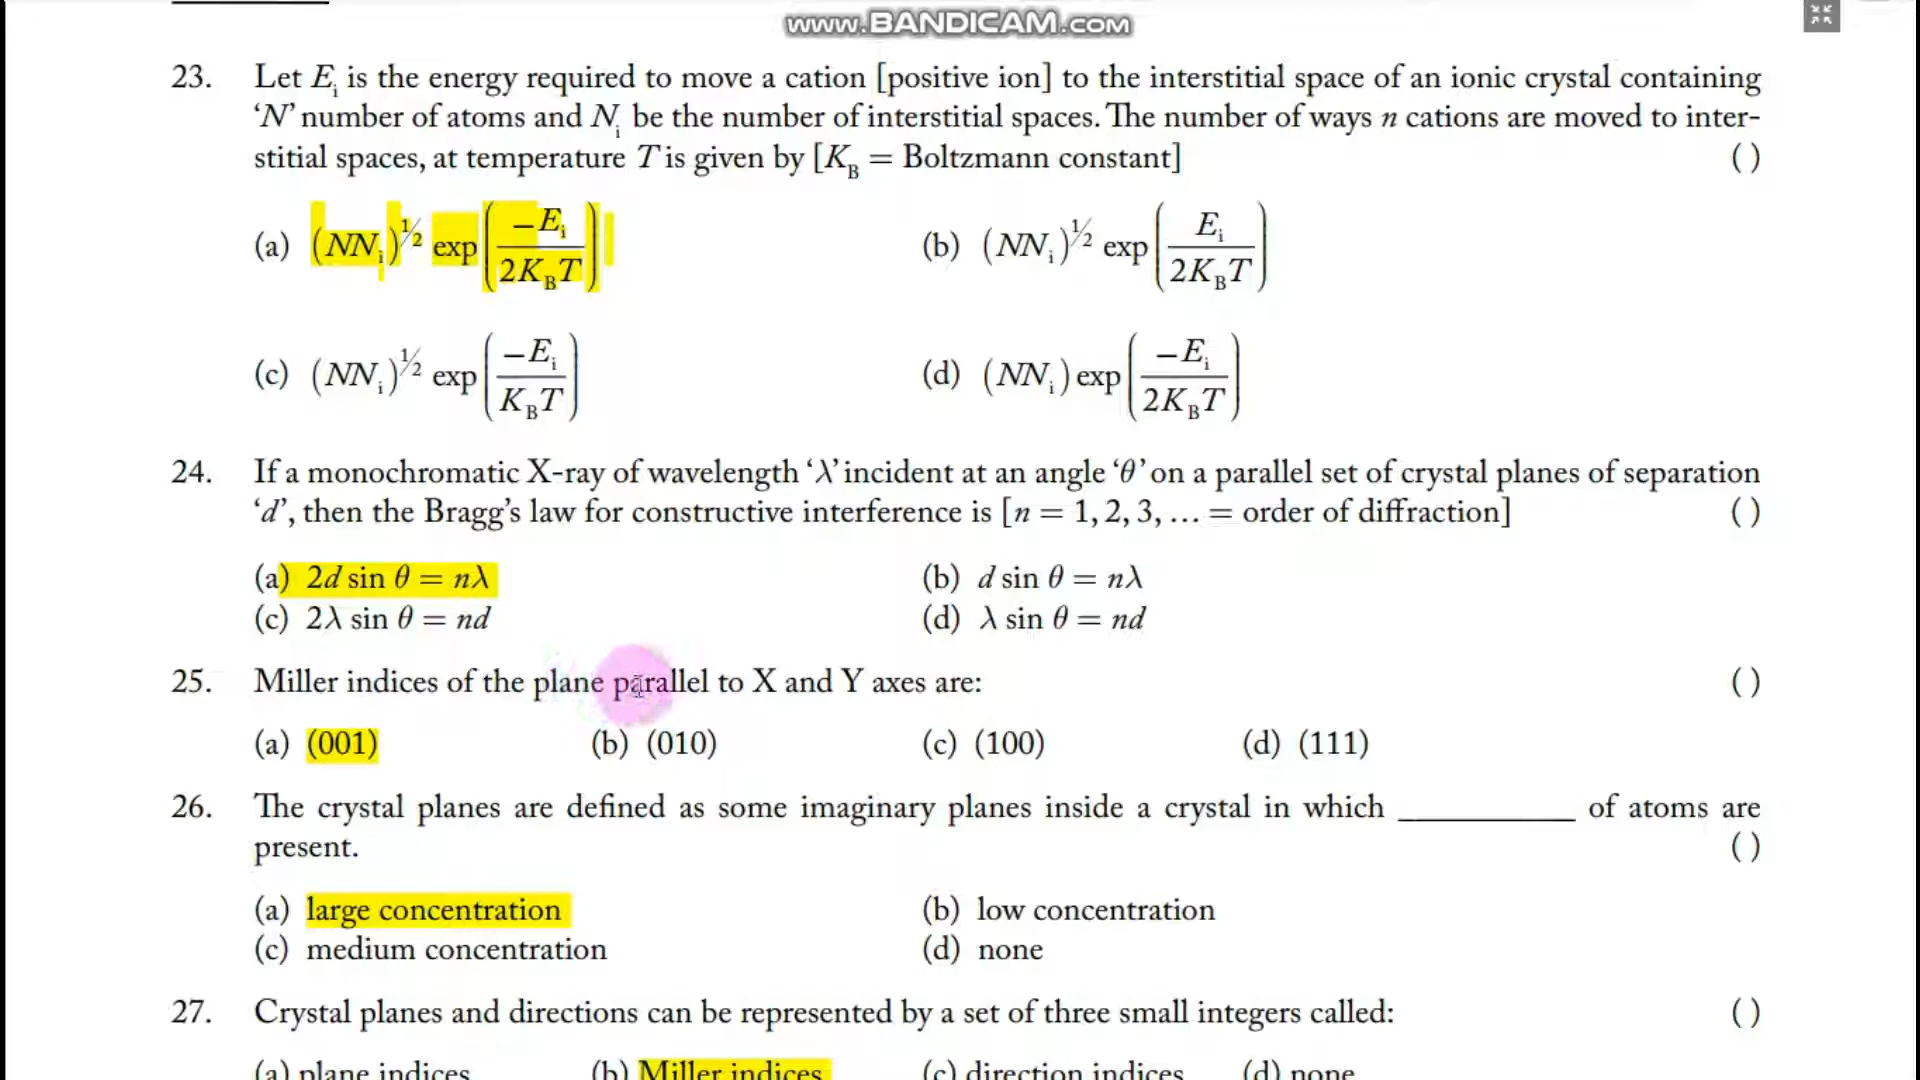 www.BANDICAM.com
23. Let Ei is the energy required to move a cation [positive ion] to the interstitial space of an ionic crystal containing
‘N’ number of atoms and Ni be the number of interstitial spaces. The number of ways n cations are moved to inter-
stitial spaces, at temperature T is given by [KB = Boltzmann constant] ( )
(a) (NNi)^½ exp(−Ei / 2KBT) (b) (NNi)^½ exp(Ei / 2KBT)
(c) (NNi)^½ exp(−Ei / KBT) (d) (NNi) exp(−Ei / 2KBT)
24. If a monochromatic X-ray of wavelength ‘λ’ incident at an angle ‘θ’ on a parallel set of crystal planes of separation
‘d’, then the Bragg’s law for constructive interference is [n = 1, 2, 3, … = order of diffraction] ( )
(a) 2d sin θ = nλ (b) d sin θ = nλ
(c) 2λ sin θ = nd (d) λ sin θ = nd
25. Miller indices of the plane parallel to X and Y axes are: ( )
(a) (001) (b) (010) (c) (100) (d) (111)
26. The crystal planes are defined as some imaginary planes inside a crystal in which __________ of atoms are
present. ( )
(a) large concentration (b) low concentration
(c) medium concentration (d) none
27. Crystal planes and directions can be represented by a set of three small integers called: ( )
(a) plane indices (b) Miller indices (c) direction indices (d) none